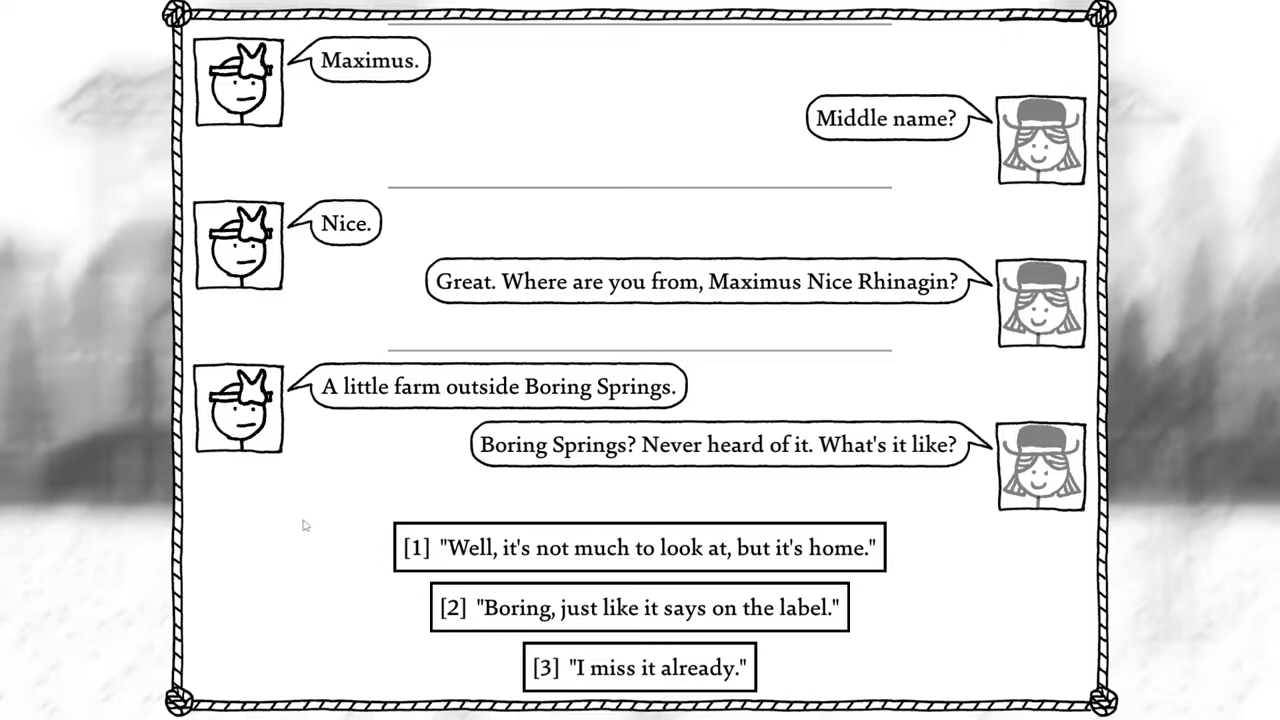 Maximus.
Middle name?
Nice.
Great. Where are you from, Maximus Nice Rhinagin?
A little farm outside Boring Springs.
Boring Springs? Never heard of it. What's it like?
[1] "Well, it's not much to look at, but it's home."
[2] "Boring, just like it says on the label."
[3] "I miss it already."